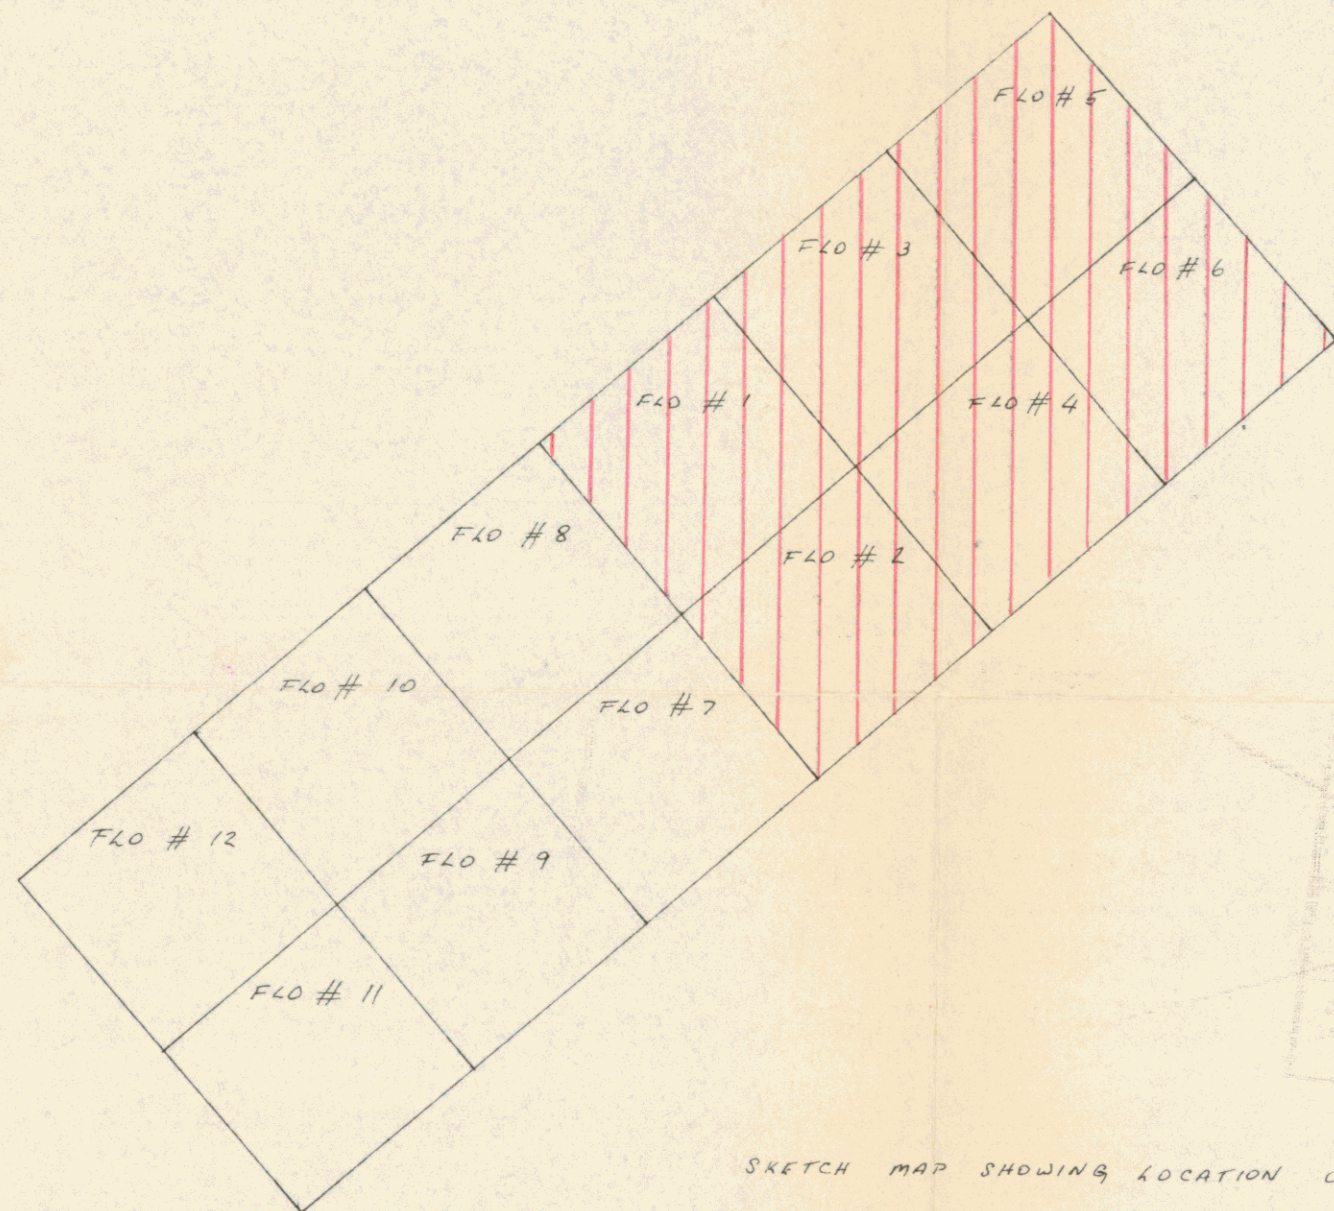 FLO # 5
FLO # 3
FLO # 6
FLO # 1
FLO # 4
FLO # 8
FLO # 2
FLO # 10
FLO # 7
FLO # 12
FLO # 9
FLO # 11
SKETCH MAP SHOWING LOCATION